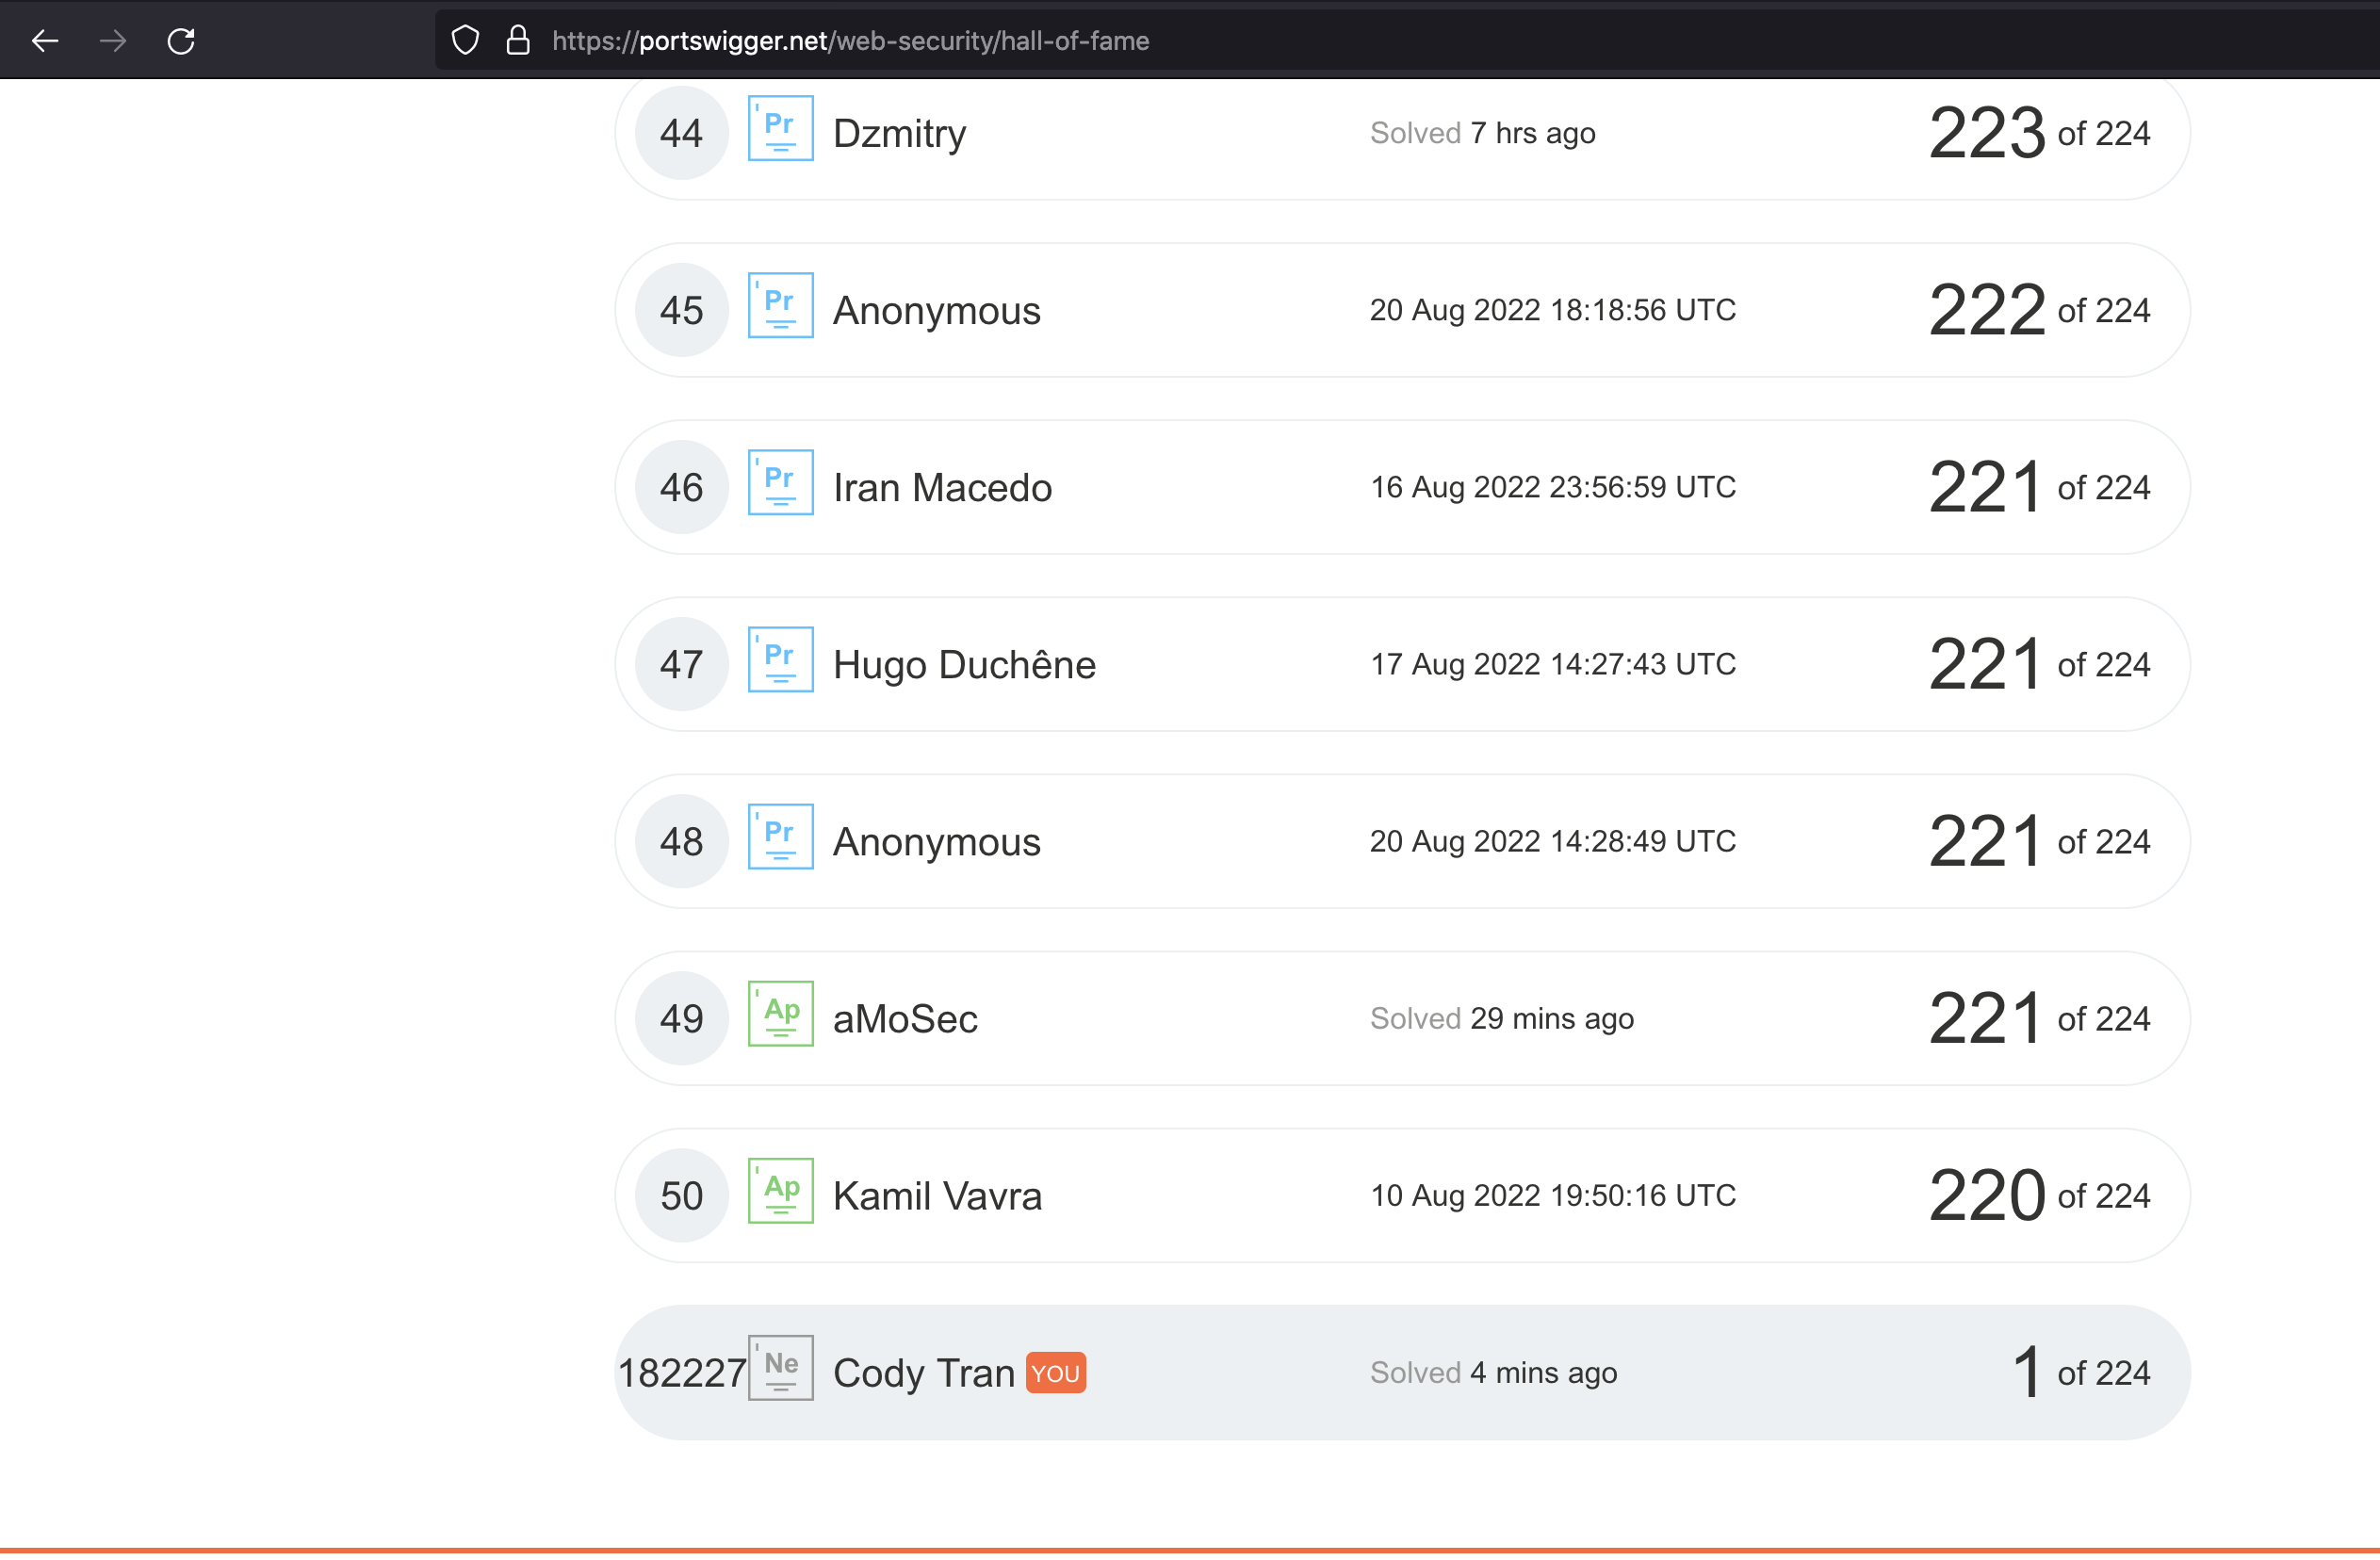 https://portswigger.net/web-security/hall-of-fame
44 Pr Dzmitry Solved 7 hrs ago 223 of 224
45 Pr Anonymous 20 Aug 2022 18:18:56 UTC 222 of 224
46 Pr Iran Macedo 16 Aug 2022 23:56:59 UTC 221 of 224
47 Pr Hugo Duchêne 17 Aug 2022 14:27:43 UTC 221 of 224
48 Pr Anonymous 20 Aug 2022 14:28:49 UTC 221 of 224
49 Ap aMoSec Solved 29 mins ago 221 of 224
50 Ap Kamil Vavra 10 Aug 2022 19:50:16 UTC 220 of 224
182227 Ne Cody Tran YOU Solved 4 mins ago 1 of 224